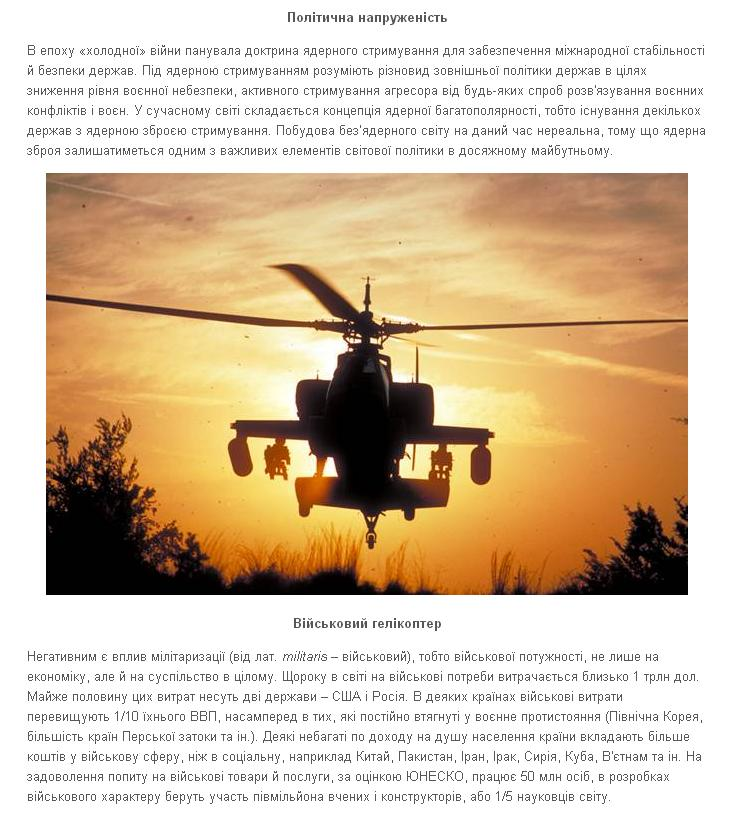 Політична напруженість
В епоху «холодної» війни панувала доктрина ядерного стримування для забезпечення міжнародної стабільності
й безпеки держав. Під ядерною стримуванням розуміють різновид зовнішньої політики держав в цілях
зниження рівня воєнної небезпеки, активного стримування агресора від будь-яких спроб розв'язування воєнних
конфліктів і воєн. У сучасному світі складається концепція ядерної багатополярності, тобто існування декількох
держав з ядерною зброєю стримування. Побудова без'ядерного світу на даний час нереальна, тому що ядерна
зброя залишатиметься одним з важливих елементів світової політики в досяжному майбутньому.
Військовий гелікоптер
Негативним є вплив мілітаризації (від лат. militaris – військовий), тобто військової потужності, не лише на
економіку, але й на суспільство в цілому. Щороку в світі на військові потреби витрачається близько 1 трлн дол.
Майже половину цих витрат несуть дві держави – США і Росія. В деяких країнах військові витрати
перевищують 1/10 їхнього ВВП, насамперед в тих, які постійно втягнуті у воєнне протистояння (Північна Корея,
більшість країн Перської затоки та ін.). Деякі небагаті по доходу на душу населення країни вкладають більше
коштів у військову сферу, ніж в соціальну, наприклад Китай, Пакистан, Іран, Ірак, Сирія, Куба, В'єтнам та ін. На
задоволення попиту на військові товари й послуги, за оцінкою ЮНЕСКО, працює 50 млн осіб, в розробках
військового характеру беруть участь півмільйона вчених і конструкторів, або 1/5 науковців світу.